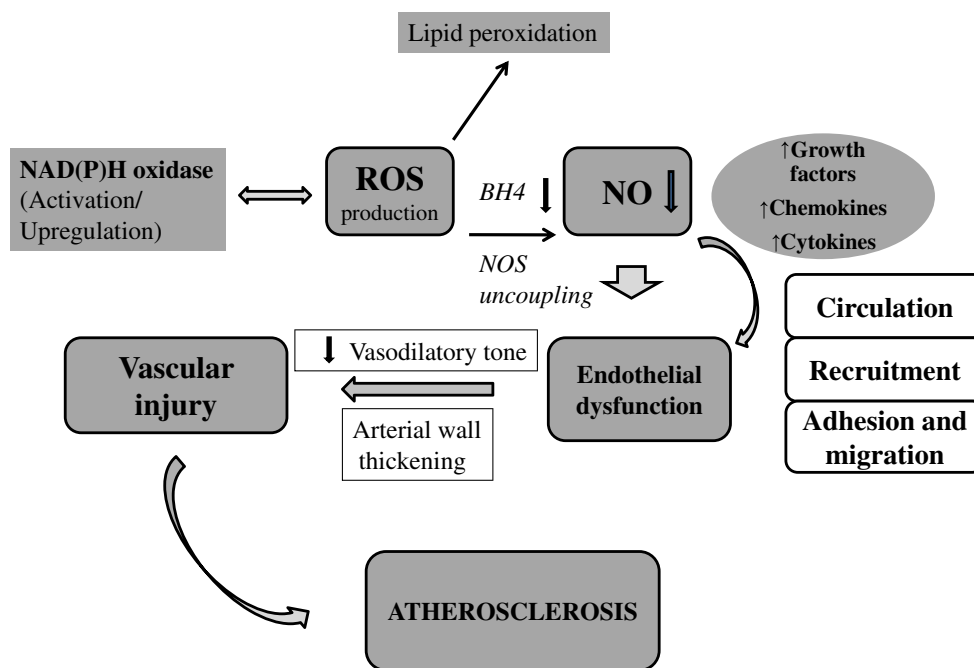 Lipid peroxidation
NAD(P)H oxidase
(Activation/
Upregulation)
ROS
production
BH4
NOS
uncoupling
NO
↑Growth
factors
↑Chemokines
↑Cytokines
Circulation
Recruitment
Adhesion and
migration
Endothelial
dysfunction
Vasodilatory tone
Arterial wall
thickening
Vascular
injury
ATHEROSCLEROSIS